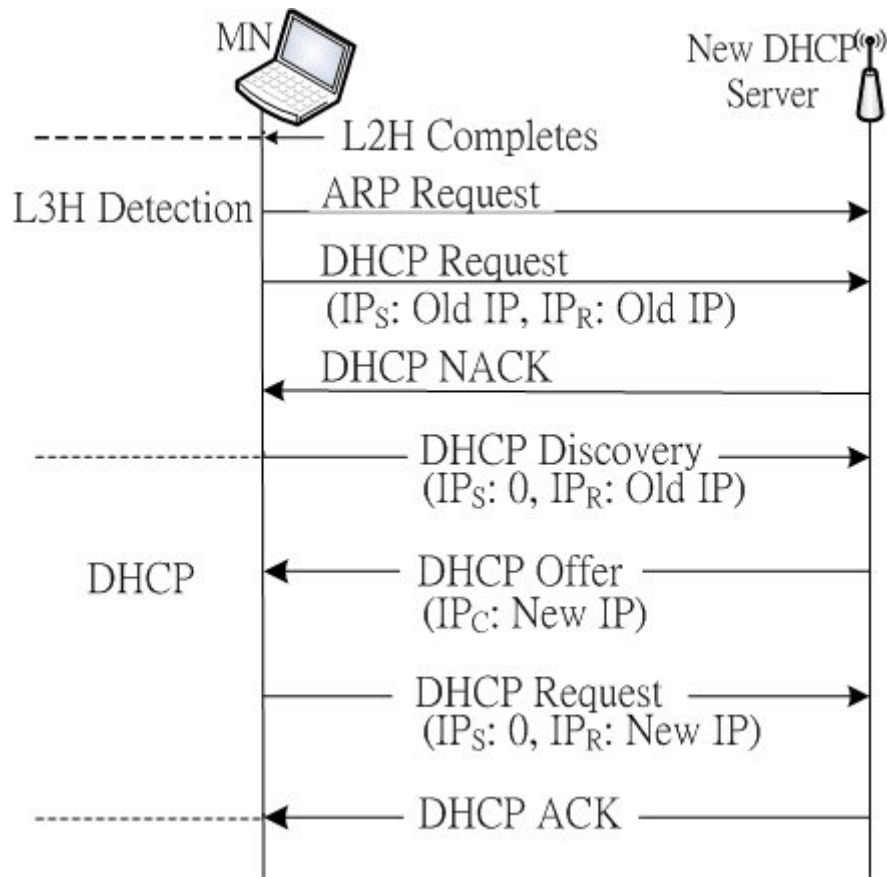 MN
New DHCP
Server
L2H Completes
L3H Detection
ARP Request
DHCP Request
(IPS: Old IP, IPR: Old IP)
DHCP NACK
DHCP Discovery
(IPS: 0, IPR: Old IP)
DHCP
DHCP Offer
(IPC: New IP)
DHCP Request
(IPS: 0, IPR: New IP)
DHCP ACK